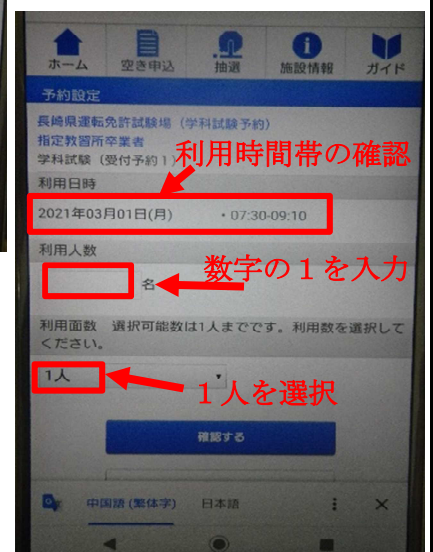 ホーム 空き申込 抽選 施設情報 ガイド
予約設定
長崎県運転免許試験場（学科試験予約）
指定教習所卒業者
学科試験（受付予約１）
利用時間帯の確認
利用日時
2021年03月01日(月) ・07:30-09:10
利用人数
名
数字の１を入力
利用面数 選択可能数は1人までです。利用数を選択して
ください。
1人
１人を選択
確認する
中国語 (繁体字) 日本語